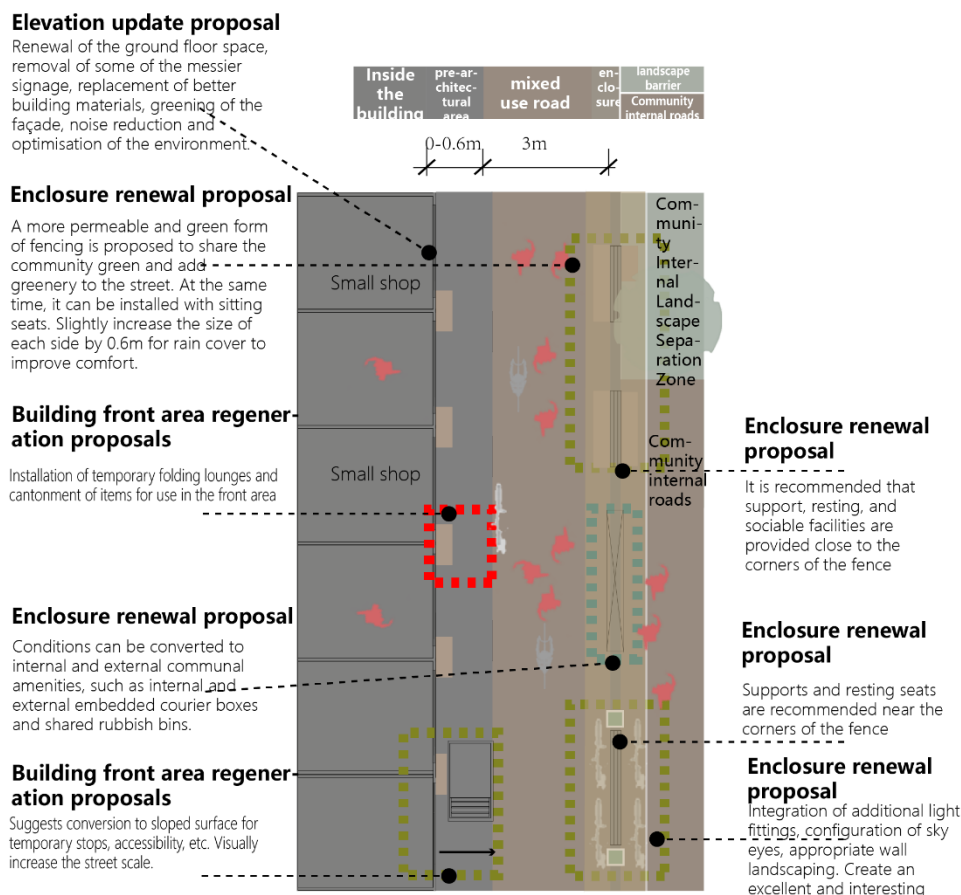 Elevation update proposal
Renewal of the ground floor space,
removal of some of the messier
signage, replacement of better
building materials, greening of the
façade, noise reduction and
optimisation of the environment.
Enclosure renewal proposal
A more permeable and green form
of fencing is proposed to share the
community green and add
greenery to the street. At the same
time, it can be installed with sitting
seats. Slightly increase the size of
each side by 0.6m for rain cover to
improve comfort.
Building front area regener-
ation proposals
Installation of temporary folding lounges and
cantonment of items for use in the front area
Enclosure renewal proposal
Conditions can be converted to
internal and external communal
amenities, such as internal and
external embedded courier boxes
and shared rubbish bins.
Building front area regener-
ation proposals
Suggests conversion to sloped surface for
temporary stops, accessibility, etc. Visually
increase the street scale.
Inside
the
building
pre-ar-
chitec-
tural
area
mixed
use road
en-
clo-
sure
landscape
barrier
Community
internal roads
0-0.6m
3m
Small shop
Small shop
Com-
muni-
ty
Inter-
nal
Land-
scape
Sepa-
ration
Zone
Com-
munity
internal
roads
Enclosure renewal
proposal
It is recommended that
support, resting, and
sociable facilities are
provided close to the
corners of the fence
Enclosure renewal
proposal
Supports and resting seats
are recommended near the
corners of the fence
Enclosure renewal
proposal
Integration of additional light
fittings, configuration of sky
eyes, appropriate wall
landscaping. Create an
excellent and interesting